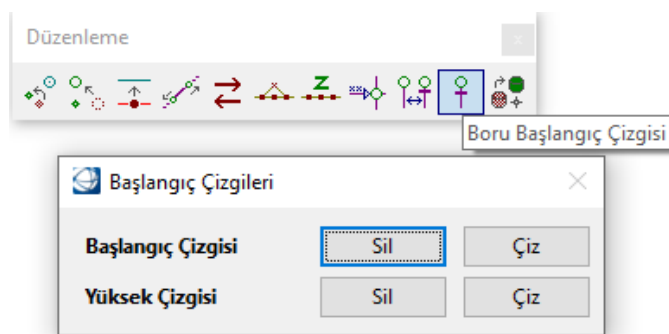 Düzenleme
x
Boru Başlangıç Çizgisi
Başlangıç Çizgileri
Başlangıç Çizgisi Sil Çiz
Yüksek Çizgisi Sil Çiz